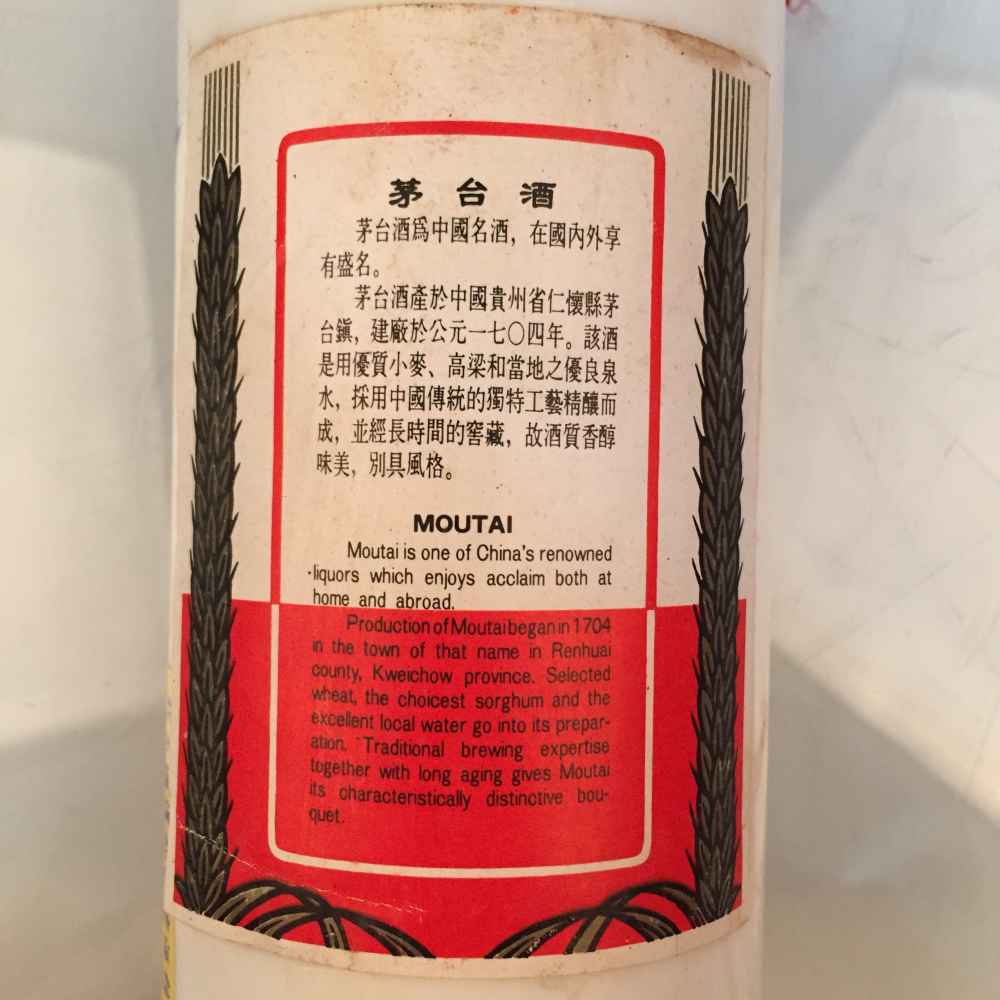 茅台酒
茅台酒爲中國名酒，在國內外享
有盛名。
茅台酒產於中國貴州省仁懷縣茅
台鎭，建廠於公元一七〇四年。該酒
是用優質小麥、高梁和當地之優良泉
水，採用中國傳統的獨特工藝精釀而
成，並經長時間的窖藏，故酒質香醇
味美，別具風格。
MOUTAI
Moutai is one of China's renowned
liquors which enjoys acclaim both at
home and abroad.
Production of Moutai began in 1704
in the town of that name in Renhuai
county, Kweichow province. Selected
wheat, the choicest sorghum and the
excellent local water go into its prepar-
ation. Traditional brewing expertise
together with long aging gives Moutai
its characteristically distinctive bou-
quet.